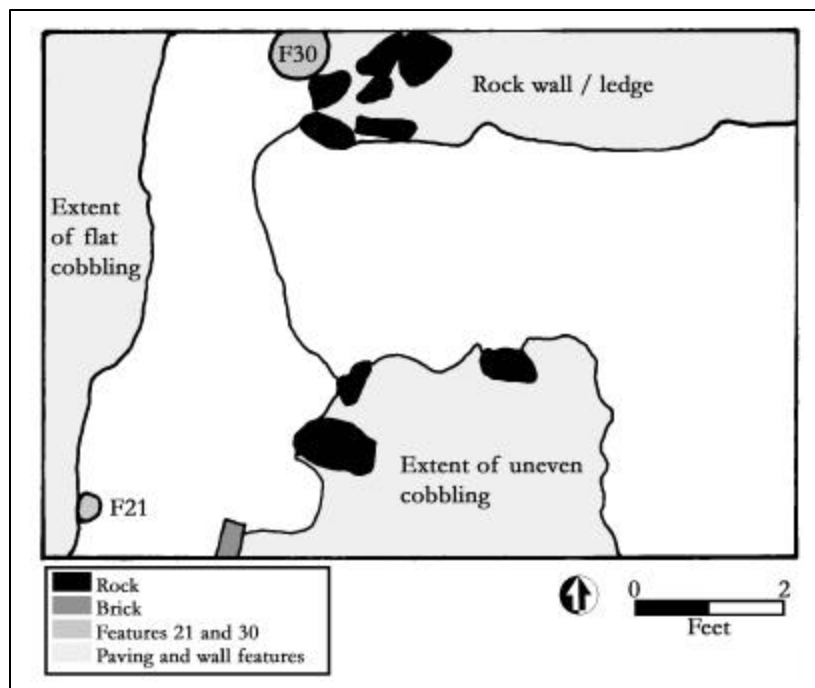 F30
Rock wall / ledge
Extent
of flat
cobbling
Extent of uneven
cobbling
F21
Rock
Brick
Features 21 and 30
Paving and wall features
0 2
Feet